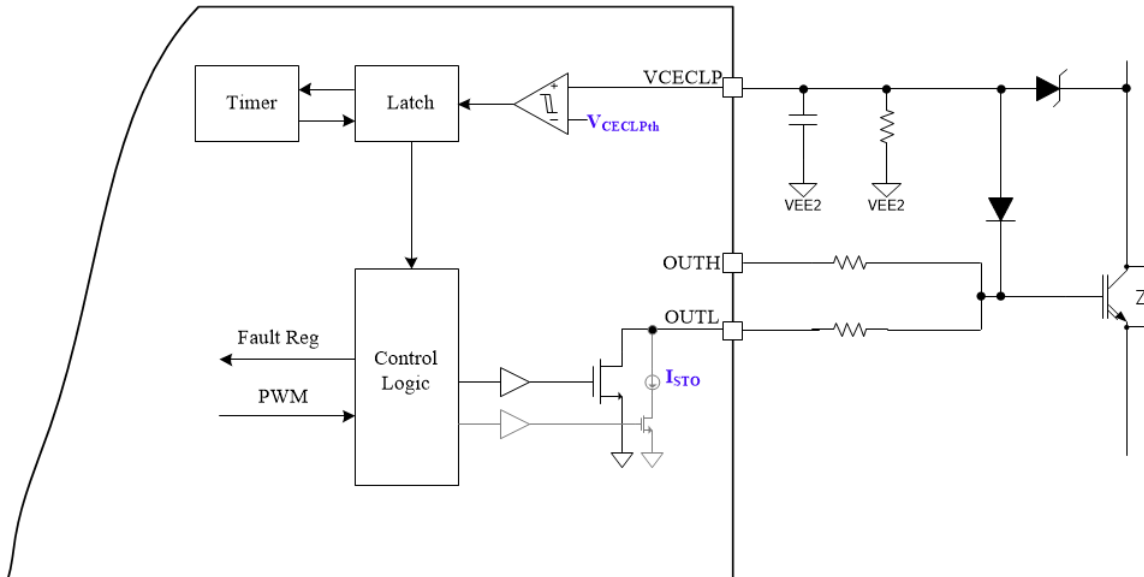 VCECLP
Timer
Latch
+
-
VCECLPth
VEE2
VEE2
OUTH
OUTL
Fault Reg
Control
Logic
ISTO
PWM
Z